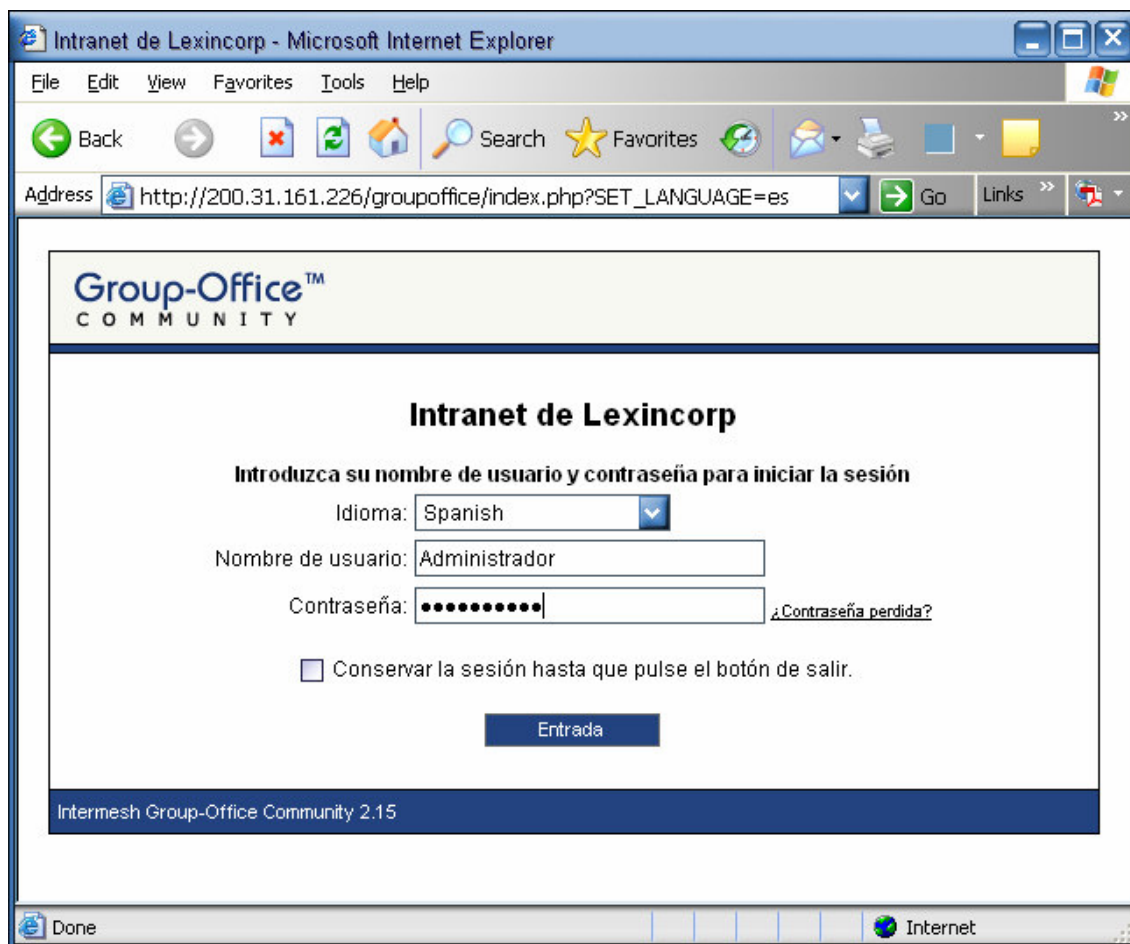 Intranet de Lexincorp - Microsoft Internet Explorer
File Edit View Favorites Tools Help
Back Search Favorites
Address http://200.31.161.226/groupoffice/index.php?SET_LANGUAGE=es Go Links
Group-Office™
COMMUNITY
Intranet de Lexincorp
Introduzca su nombre de usuario y contraseña para iniciar la sesión
Idioma: Spanish
Nombre de usuario: Administrador
Contraseña: ●●●●●●●●●● ¿Contraseña perdida?
Conservar la sesión hasta que pulse el botón de salir.
Entrada
Intermesh Group-Office Community 2.15
Done Internet